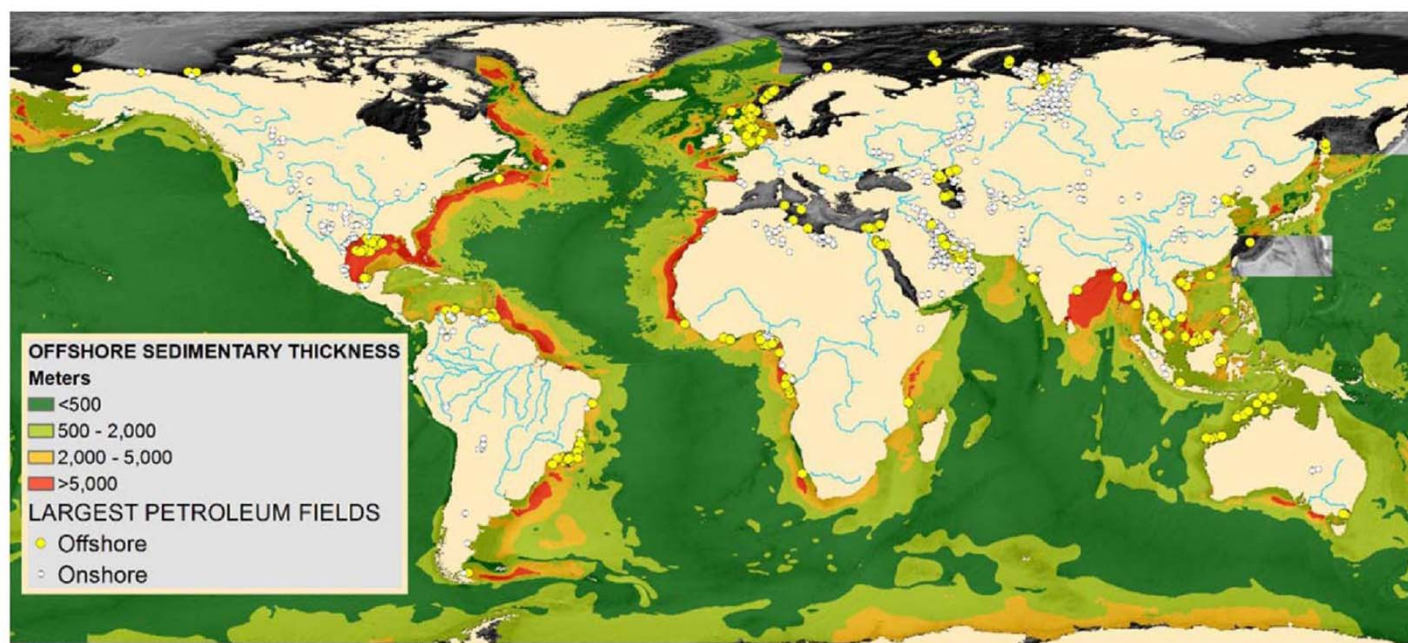 OFFSHORE SEDIMENTARY THICKNESS
Meters
<500
500 - 2,000
2,000 - 5,000
>5,000
LARGEST PETROLEUM FIELDS
Offshore
Onshore